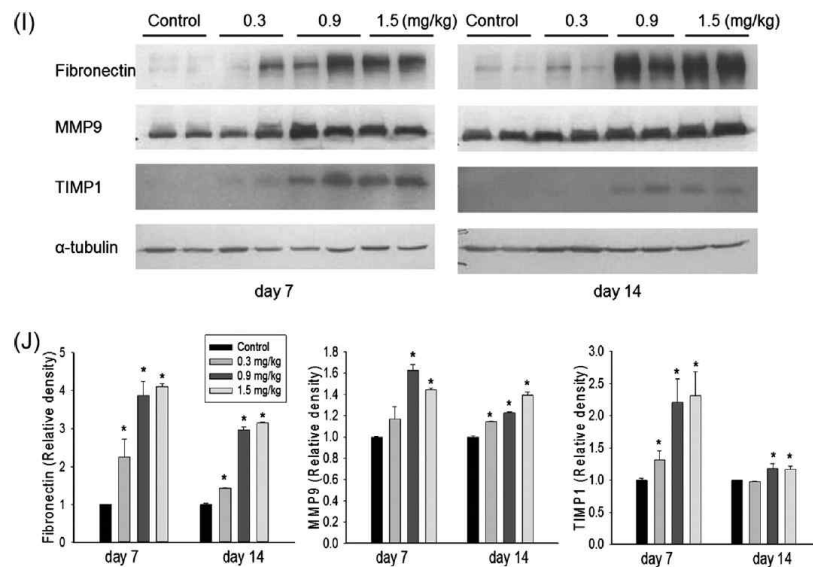 (I)
Control 0.3 0.9 1.5 (mg/kg) Control 0.3 0.9 1.5 (mg/kg)
Fibronectin
MMP9
TIMP1
α-tubulin
day 7 day 14
(J)
Fibronectin (Relative density)
5
4
3
2
1
0
Control
0.3 mg/kg
0.9 mg/kg
1.5 mg/kg
* * * * * *
day 7 day 14
MMP9 (Relative density)
1.8
1.6
1.4
1.2
1.0
0.8
0.6
0.4
0.2
0.0
* * * * *
day 7 day 14
TIMP1 (Relative density)
3.0
2.5
2.0
1.5
1.0
0.5
0.0
* * * * *
day 7 day 14